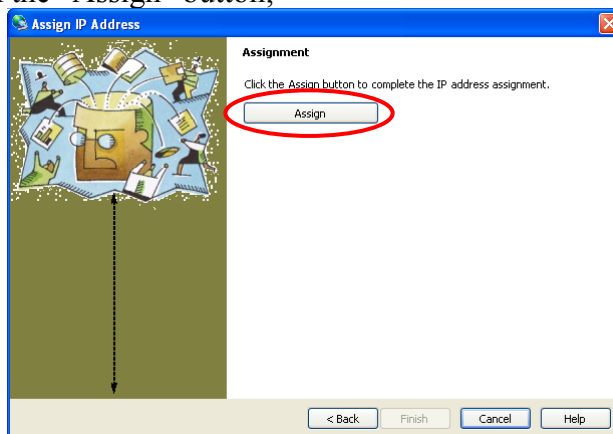 the "Assign" button,
Assign IP Address
Assignment
Click the Assign button to complete the IP address assignment.
Assign
< Back
Finish
Cancel
Help